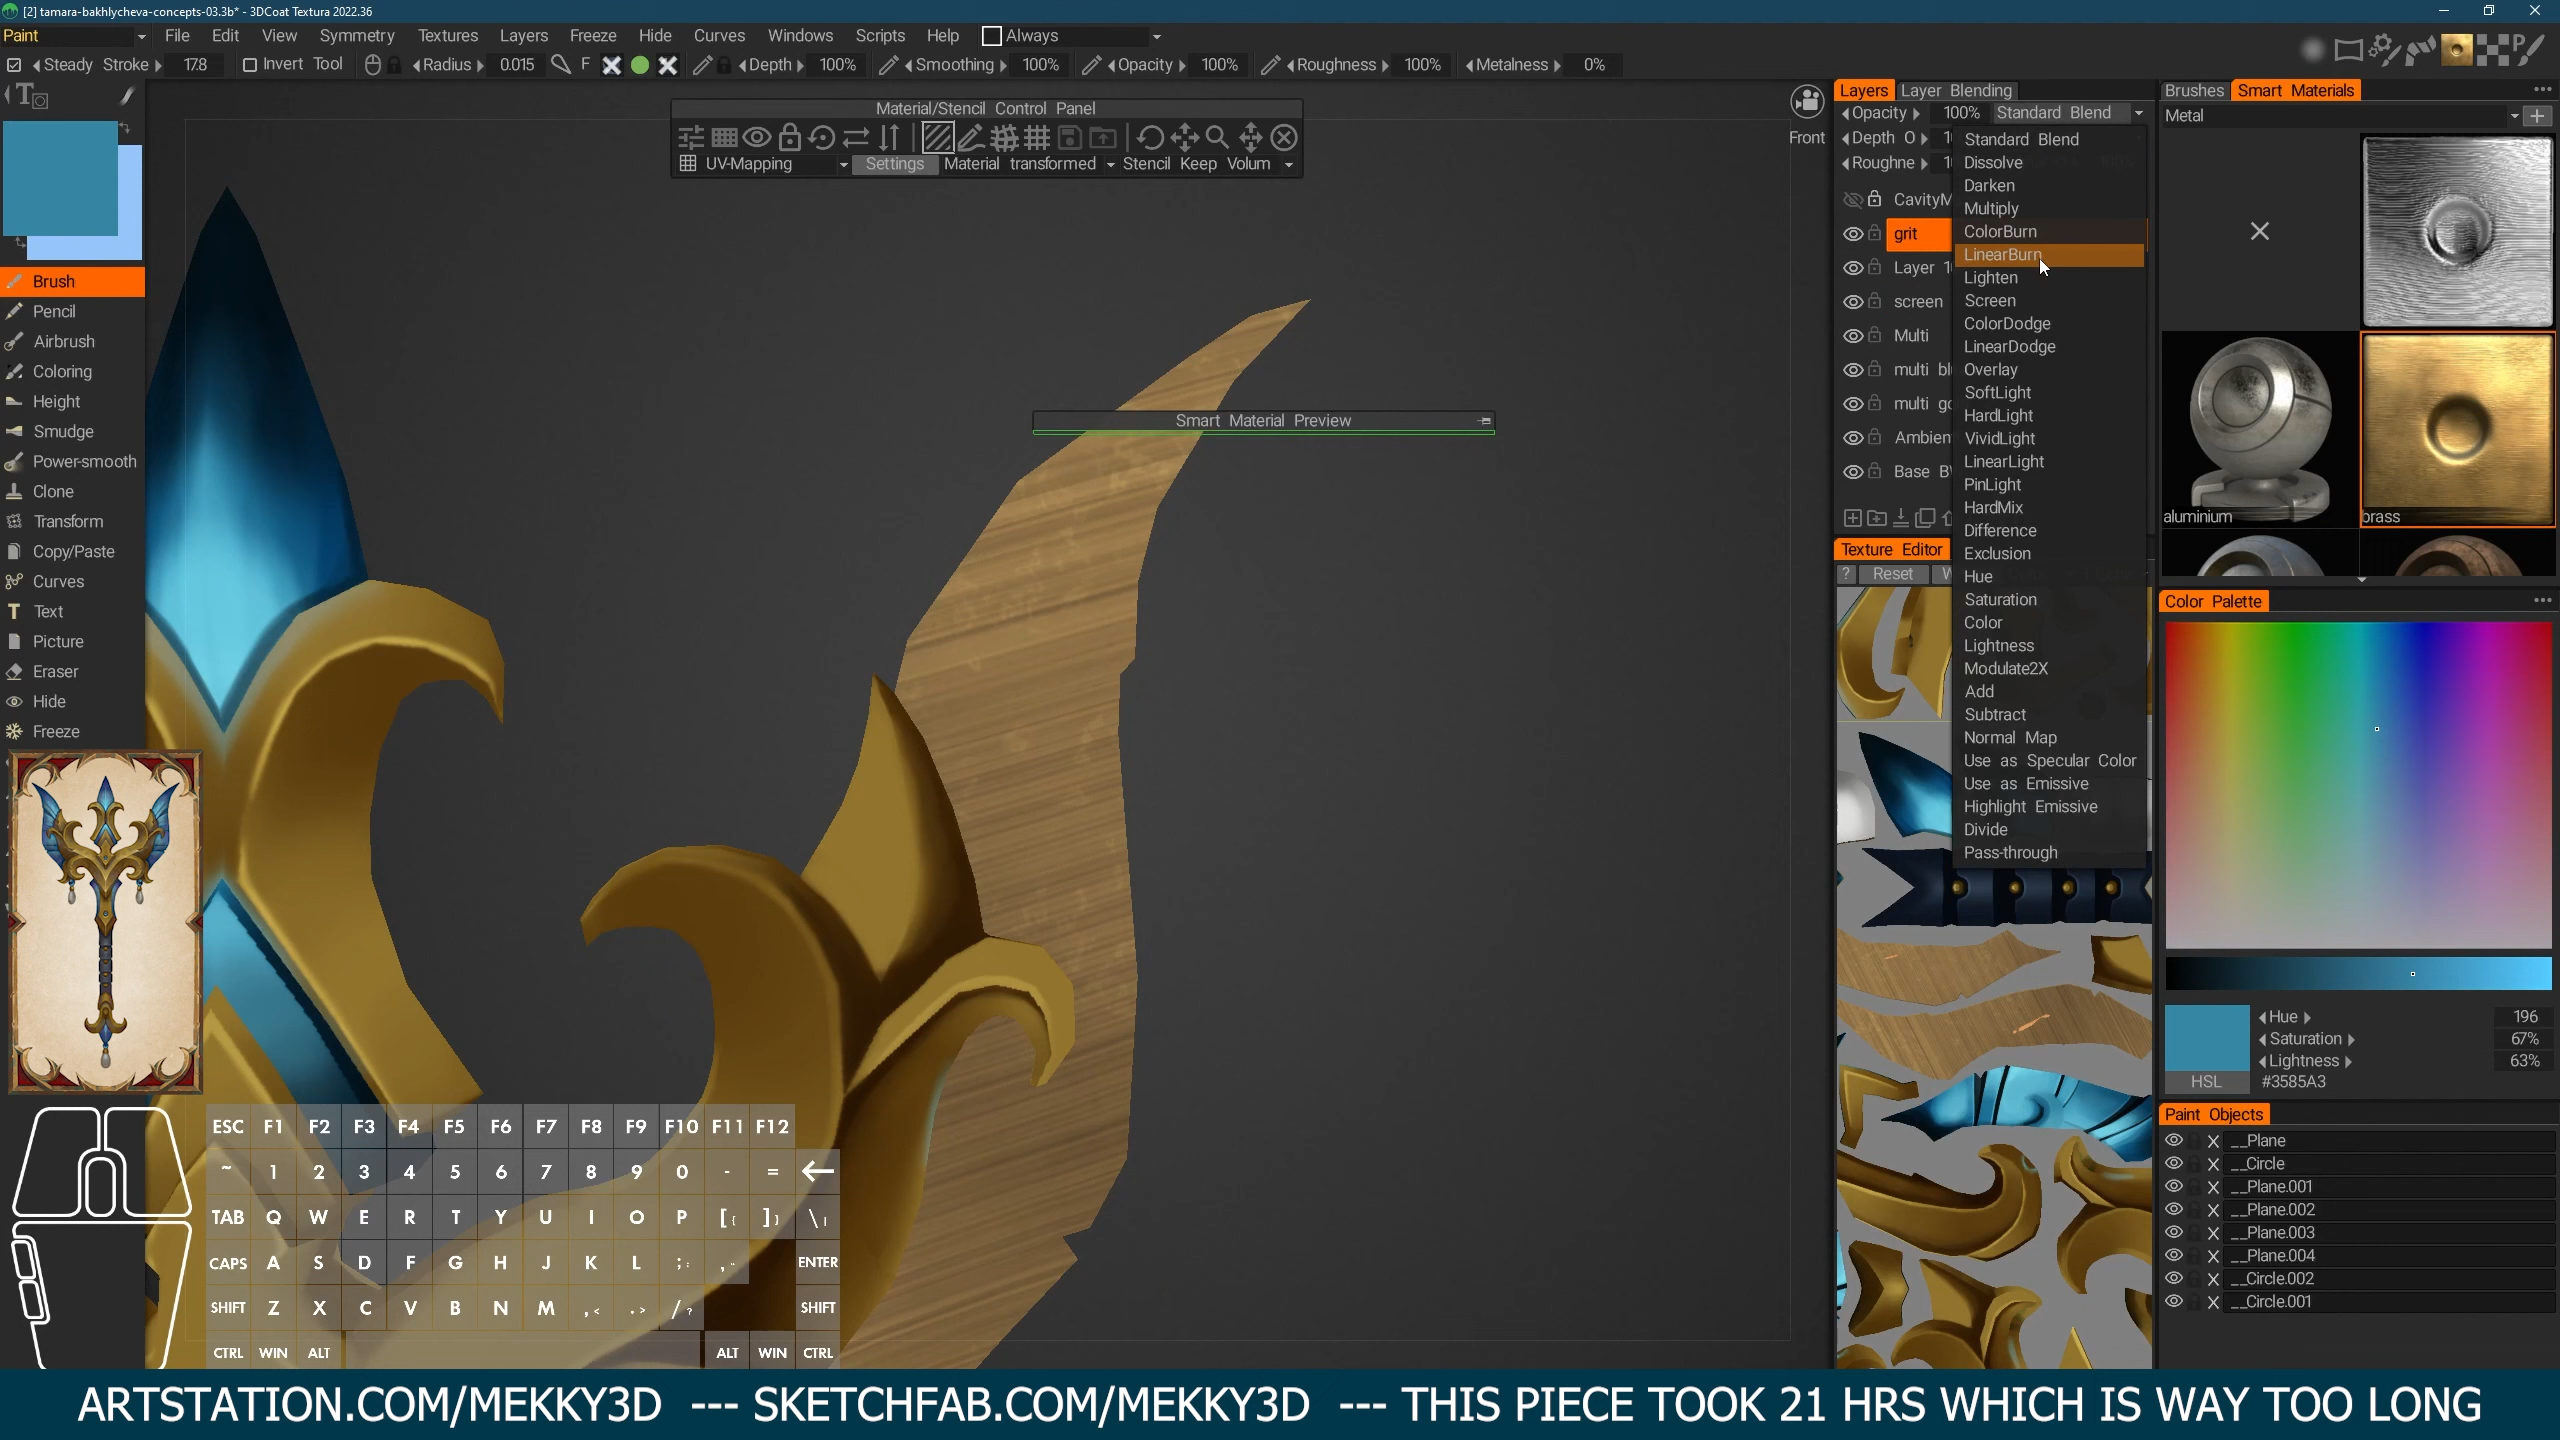 [2] tamara-bakhlycheva-concepts-03.3b* - 3DCoat Textura 2022.36
Paint File Edit View Symmetry Textures Layers Freeze Hide Curves Windows Scripts Help Always
Steady Stroke 178 Invert Tool Radius 0.015 F Depth 100% Smoothing 100% Opacity 100% Roughness 100% Metalness 0%
Material/Stencil Control Panel
UV-Mapping Settings Material transformed Stencil Keep Volum
Front
Brush
Pencil
Airbrush
Coloring
Height
Smudge
Power-smooth
Clone
Transform
Copy/Paste
Curves
Text
Picture
Eraser
Hide
Freeze
Smart Material Preview
Layers Layer Blending
Opacity 100% Standard Blend
Depth O
Roughne
CavityM
grit
Layer
screen
Multi
multi bl
multi go
Ambien
Base B
Standard Blend
Dissolve
Darken
Multiply
ColorBurn
LinearBurn
Lighten
Screen
ColorDodge
LinearDodge
Overlay
SoftLight
HardLight
VividLight
LinearLight
PinLight
HardMix
Difference
Exclusion
Hue
Saturation
Color
Lightness
Modulate2X
Add
Subtract
Normal Map
Use as Specular Color
Use as Emissive
Highlight Emissive
Divide
Pass-through
Texture Editor
? Reset W
Brushes Smart Materials
Metal
aluminium
brass
Color Palette
Hue 196
Saturation 67%
Lightness 63%
HSL #3585A3
Paint Objects
X __Plane
X __Circle
X __Plane.001
X __Plane.002
X __Plane.003
X __Plane.004
X __Circle.002
X __Circle.001
ESC F1 F2 F3 F4 F5 F6 F7 F8 F9 F10 F11 F12
~ 1 2 3 4 5 6 7 8 9 0 - = ←
TAB Q W E R T Y U I O P [{ ]} \|
CAPS A S D F G H J K L ;: ," ENTER
SHIFT Z X C V B N M ,< .> /? SHIFT
CTRL WIN ALT ALT WIN CTRL
ARTSTATION.COM/MEKKY3D --- SKETCHFAB.COM/MEKKY3D --- THIS PIECE TOOK 21 HRS WHICH IS WAY TOO LONG